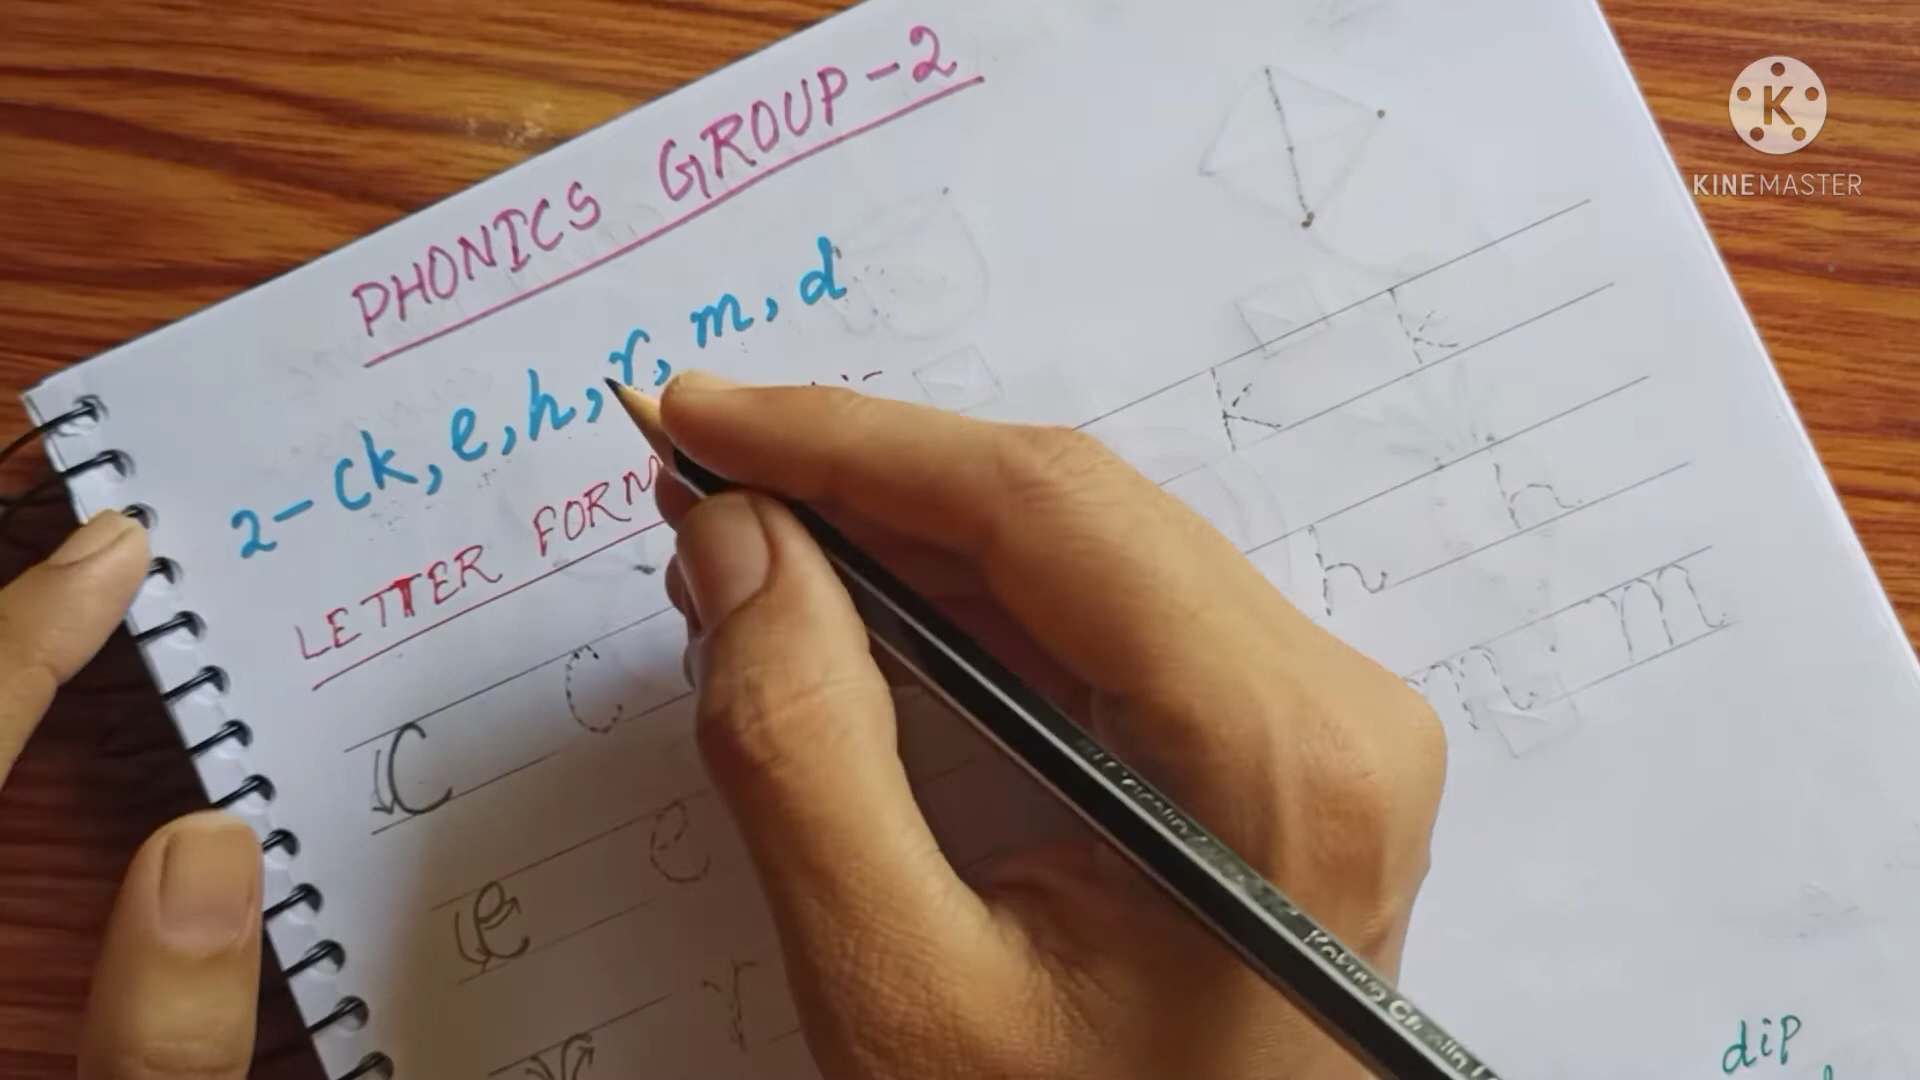 PHONICS GROUP-2
2- ck, e, h, r, m, d
LETTER FORM
c c
k k
e e
h h
r r
m m
dip
KINEMASTER